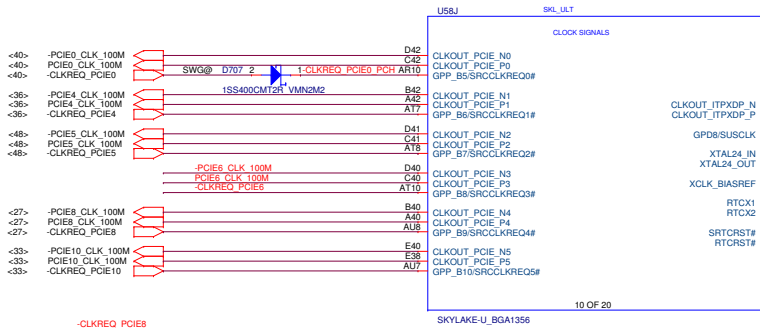 U58J SKL_ULT
CLOCK SIGNALS
<40> -PCIE0_CLK_100M D42 CLKOUT_PCIE_N0
<40> PCIE0_CLK_100M C42 CLKOUT_PCIE_P0
<40> -CLKREQ_PCIE0 SWG@ D707 2 1 -CLKREQ_PCIE0_PCH AR10 GPP_B5/SRCCLKREQ0#
1SS400CMT2R_VMN2M2
<36> -PCIE4_CLK_100M B42 CLKOUT_PCIE_N1
<36> PCIE4_CLK_100M A42 CLKOUT_PCIE_P1 CLKOUT_ITPXDP_N
<36> -CLKREQ_PCIE4 AT7 GPP_B6/SRCCLKREQ1# CLKOUT_ITPXDP_P
<48> -PCIE5_CLK_100M D41 CLKOUT_PCIE_N2 GPD8/SUSCLK
<48> PCIE5_CLK_100M C41 CLKOUT_PCIE_P2
<48> -CLKREQ_PCIE5 AT8 GPP_B7/SRCCLKREQ2# XTAL24_IN
XTAL24_OUT
-PCIE6_CLK_100M D40 CLKOUT_PCIE_N3
PCIE6_CLK_100M C40 CLKOUT_PCIE_P3 XCLK_BIASREF
-CLKREQ_PCIE6 AT10 GPP_B8/SRCCLKREQ3#
RTCX1
<27> -PCIE8_CLK_100M B40 CLKOUT_PCIE_N4 RTCX2
<27> PCIE8_CLK_100M A40 CLKOUT_PCIE_P4
<27> -CLKREQ_PCIE8 AU8 GPP_B9/SRCCLKREQ4# SRTCRST#
RTCRST#
<33> -PCIE10_CLK_100M E40 CLKOUT_PCIE_N5
<33> PCIE10_CLK_100M E38 CLKOUT_PCIE_P5
<33> -CLKREQ_PCIE10 AU7 GPP_B10/SRCCLKREQ5#
10 OF 20
SKYLAKE-U_BGA1356
-CLKREQ_PCIE8